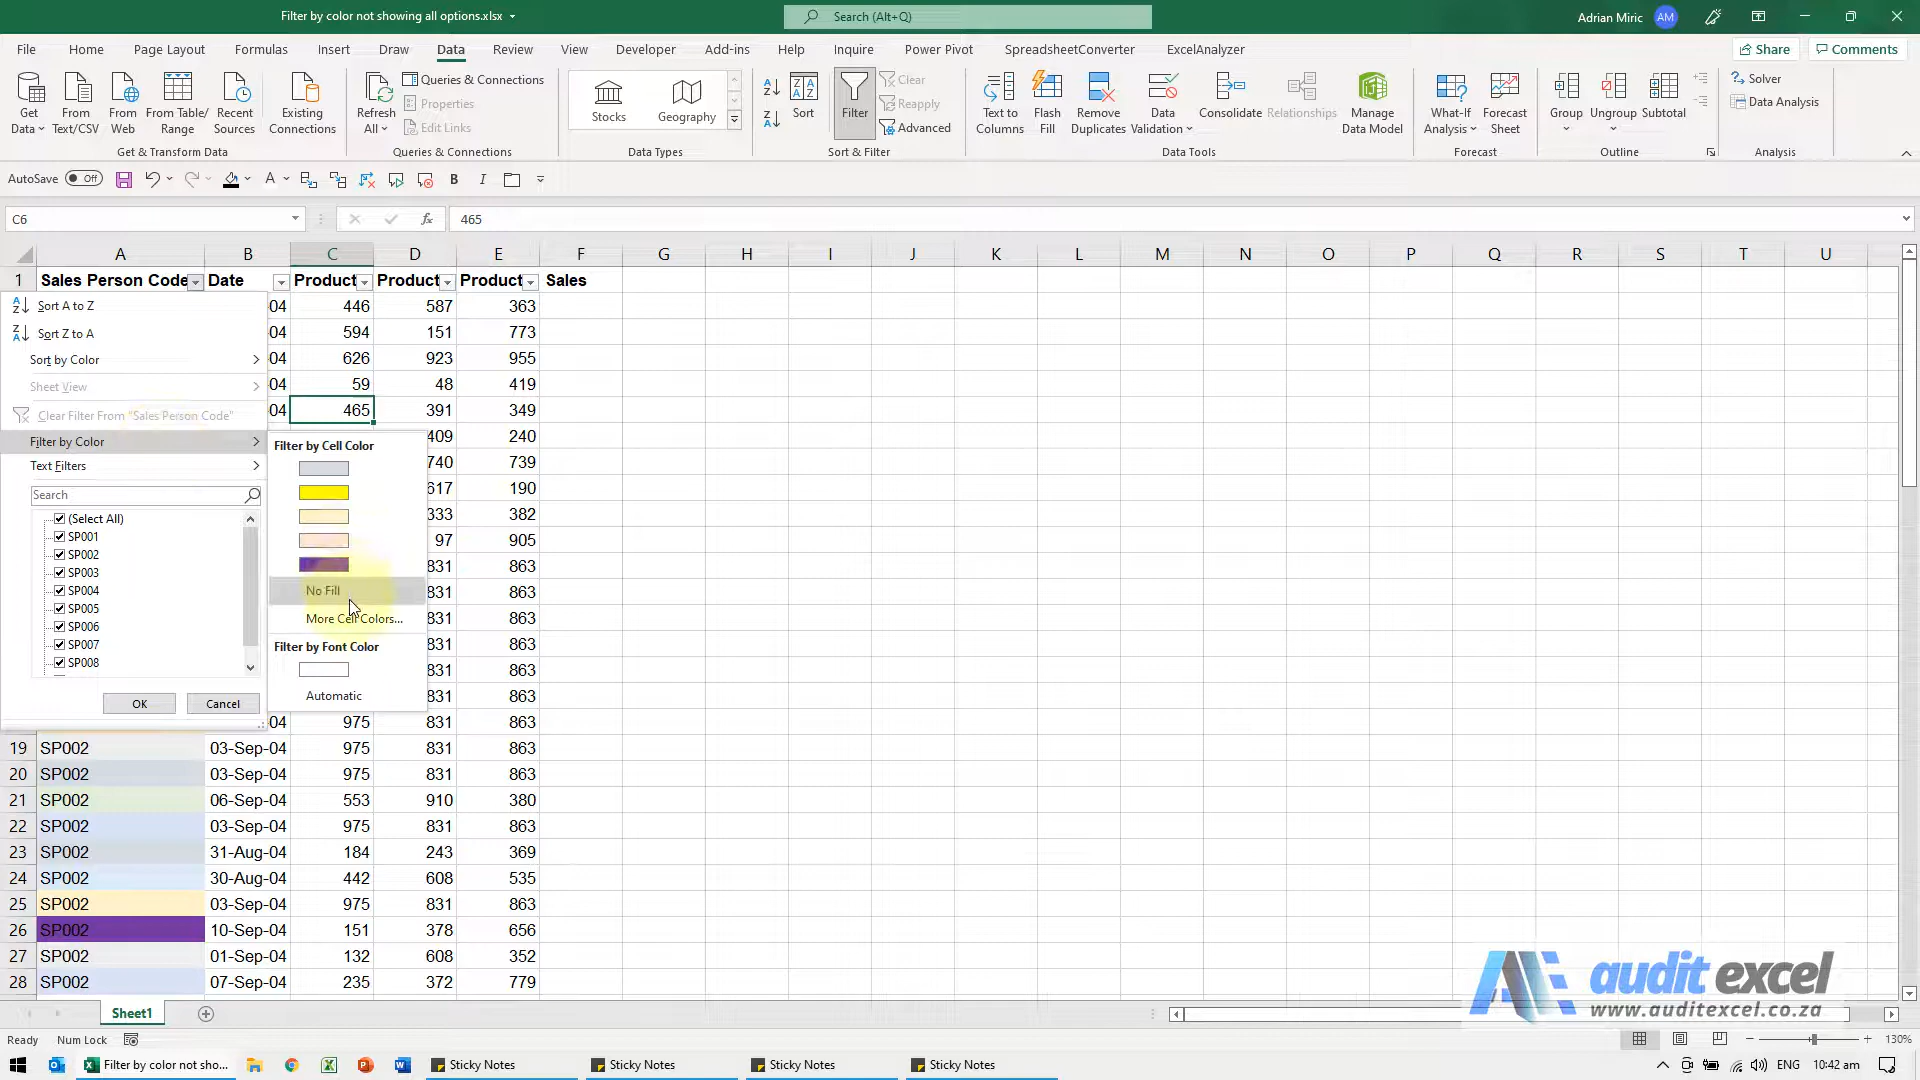 Filter by color not showing all options.xlsx
Search (Alt+Q)
Adrian Miric AM
File Home Page Layout Formulas Insert Draw Data Review View Developer Add-ins Help Inquire Power Pivot SpreadsheetConverter ExcelAnalyzer Share Comments
Get Data
From Text/CSV
From Web
From Table/ Range
Recent Sources
Existing Connections
Get & Transform Data
Refresh All
Queries & Connections
Properties
Edit Links
Queries & Connections
Stocks
Geography
Data Types
Sort
Filter
Clear
Reapply
Advanced
Sort & Filter
Text to Columns
Flash Fill
Remove Duplicates
Data Validation
Consolidate
Relationships
Manage Data Model
Data Tools
What-If Analysis
Forecast Sheet
Forecast
Group
Ungroup
Subtotal
Outline
Solver
Data Analysis
Analysis
AutoSave Off A B I
C6 fx 465
A B C D E F G H I J K L M N O P Q R S T U
1 Sales Person Code Date Product Product Product Sales
04 446 587 363
04 594 151 773
04 626 923 955
04 59 48 419
04 465 391 349
409 240
740 739
617 190
333 382
97 905
831 863
831 863
831 863
831 863
831 863
831 863
04 975 831 863
19 SP002 03-Sep-04 975 831 863
20 SP002 03-Sep-04 975 831 863
21 SP002 06-Sep-04 553 910 380
22 SP002 03-Sep-04 975 831 863
23 SP002 31-Aug-04 184 243 369
24 SP002 30-Aug-04 442 608 535
25 SP002 03-Sep-04 975 831 863
26 SP002 10-Sep-04 151 378 656
27 SP002 01-Sep-04 132 608 352
28 SP002 07-Sep-04 235 372 779
Sort A to Z
Sort Z to A
Sort by Color
Sheet View
Clear Filter From "Sales Person Code"
Filter by Color
Text Filters
Search
(Select All)
SP001
SP002
SP003
SP004
SP005
SP006
SP007
SP008
OK Cancel
Filter by Cell Color
No Fill
More Cell Colors...
Filter by Font Color
Automatic
audit excel
www.auditexcel.co.za
Sheet1
Ready Num Lock 130%
Filter by color not sho... Sticky Notes Sticky Notes Sticky Notes Sticky Notes ENG 10:42 am